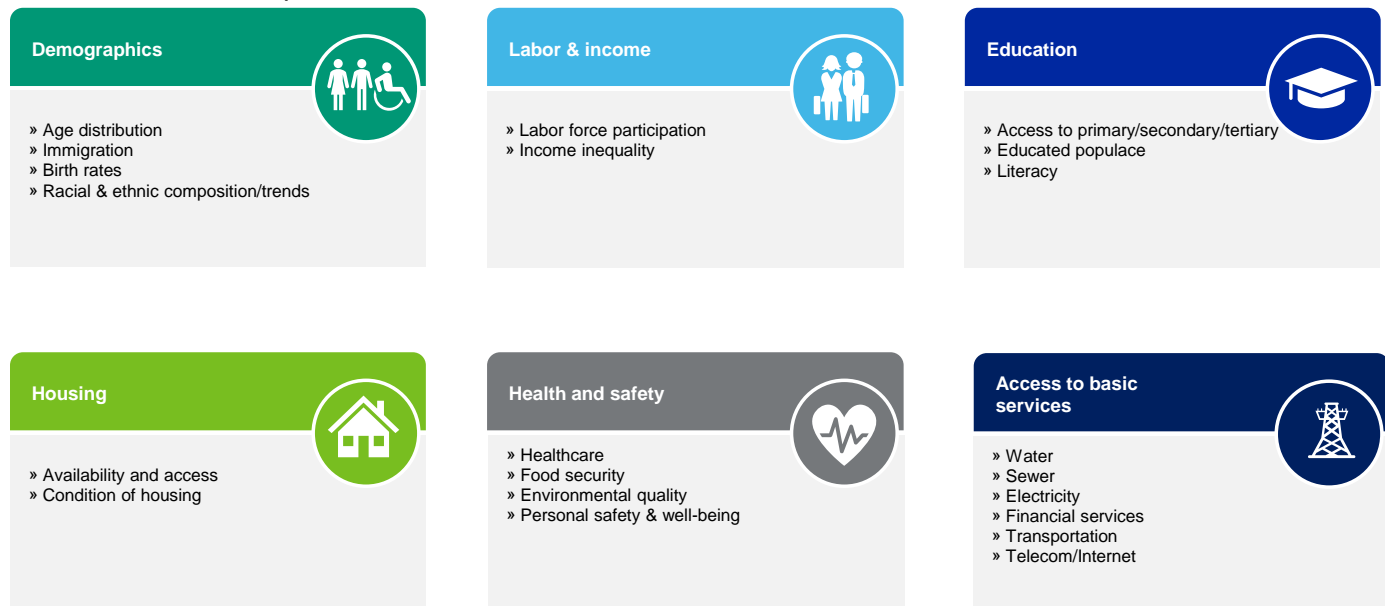 Demographics
» Age distribution
» Immigration
» Birth rates
» Racial & ethnic composition/trends
Labor & income
» Labor force participation
» Income inequality
Education
» Access to primary/secondary/tertiary
» Educated populace
» Literacy
Housing
» Availability and access
» Condition of housing
Health and safety
» Healthcare
» Food security
» Environmental quality
» Personal safety & well-being
Access to basic
services
» Water
» Sewer
» Electricity
» Financial services
» Transportation
» Telecom/Internet